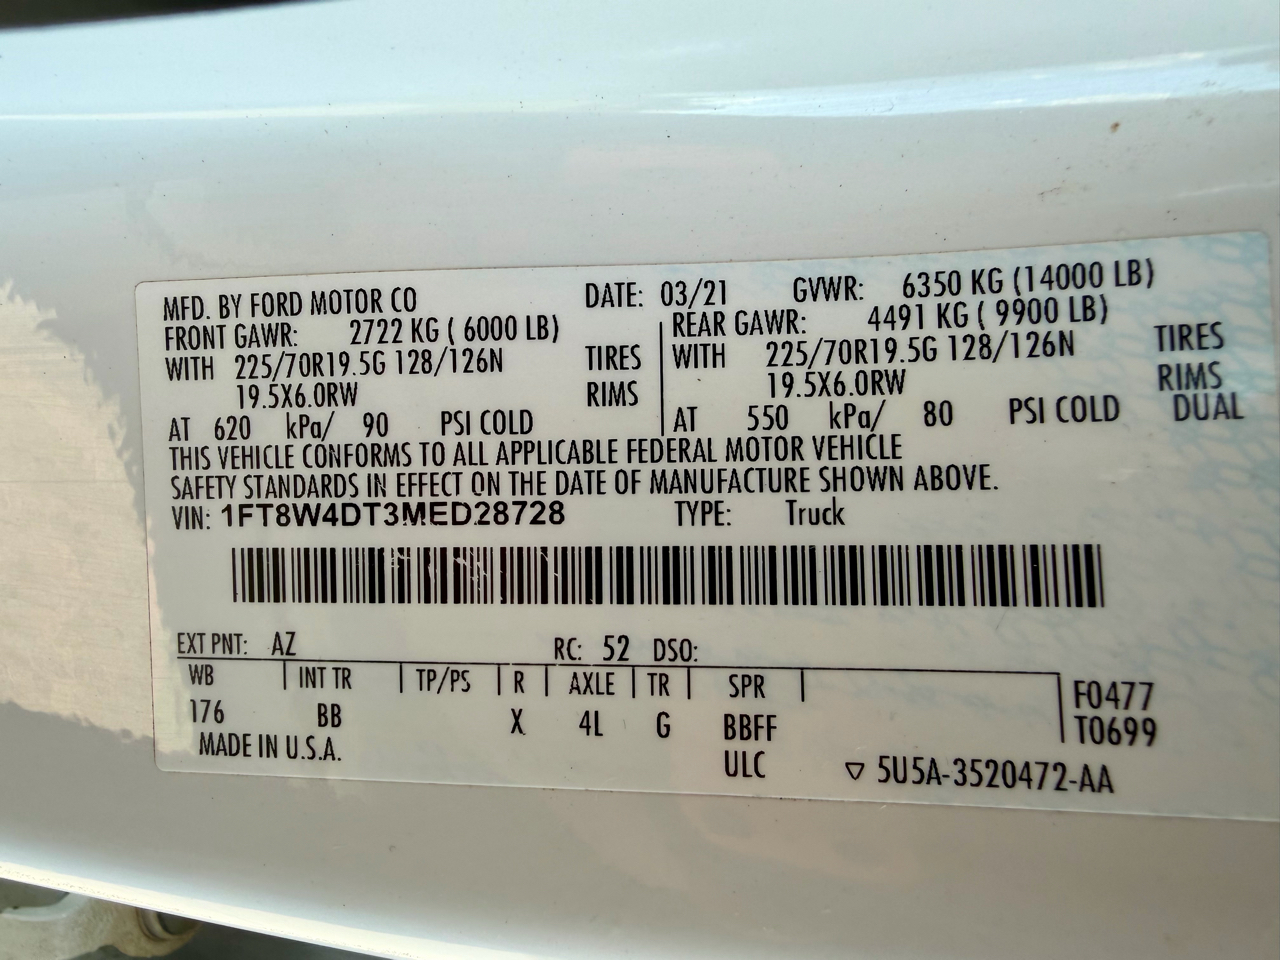 MFD. BY FORD MOTOR CO DATE: 03/21 GVWR: 6350 KG (14000 LB)
FRONT GAWR: 2722 KG ( 6000 LB) REAR GAWR: 4491 KG ( 9900 LB)
WITH 225/70R19.5G 128/126N TIRES WITH 225/70R19.5G 128/126N TIRES
19.5X6.0RW RIMS 19.5X6.0RW RIMS
AT 620 kPa/ 90 PSI COLD AT 550 kPa/ 80 PSI COLD DUAL
THIS VEHICLE CONFORMS TO ALL APPLICABLE FEDERAL MOTOR VEHICLE
SAFETY STANDARDS IN EFFECT ON THE DATE OF MANUFACTURE SHOWN ABOVE.
VIN: 1FT8W4DT3MED28728 TYPE: Truck
EXT PNT: AZ RC: 52 DSO:
WB INT TR TP/PS R AXLE TR SPR F0477
176 BB X 4L G BBFF T0699
MADE IN U.S.A. ULC ▽ 5U5A-3520472-AA